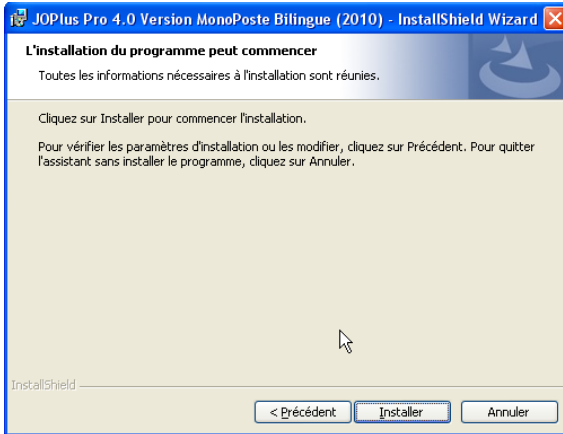 JOPlus Pro 4.0 Version MonoPoste Bilingue (2010) - InstallShield Wizard
L'installation du programme peut commencer
Toutes les informations nécessaires à l'installation sont réunies.
Cliquez sur Installer pour commencer l'installation.
Pour vérifier les paramètres d'installation ou les modifier, cliquez sur Précédent. Pour quitter
l'assistant sans installer le programme, cliquez sur Annuler.
InstallShield
< Précédent Installer Annuler